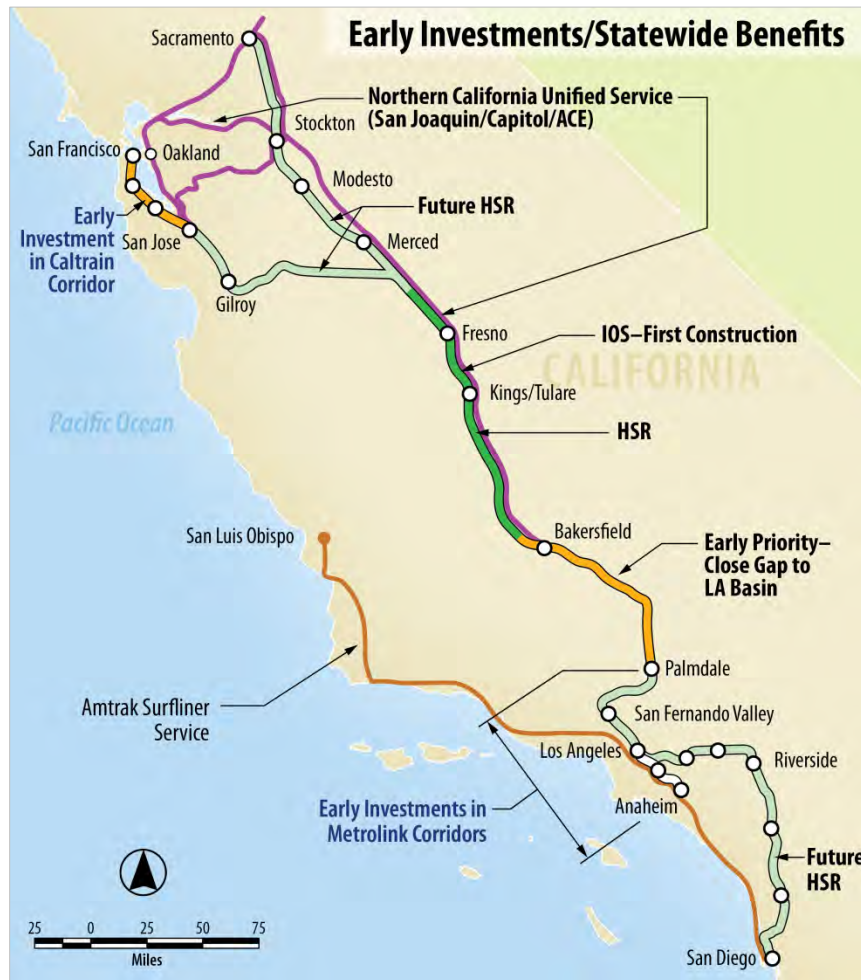 Early Investments/Statewide Benefits
Sacramento
Northern California Unified Service
(San Joaquin/Capitol/ACE)
Stockton
San Francisco
Oakland
Modesto
Early
Investment
in Caltrain
Corridor
Future HSR
San Jose
Merced
Gilroy
Fresno
IOS–First Construction
CALIFORNIA
Kings/Tulare
Pacific Ocean
HSR
San Luis Obispo
Bakersfield
Early Priority–
Close Gap to
LA Basin
Palmdale
Amtrak Surfliner
Service
San Fernando Valley
Los Angeles
Riverside
Early Investments in
Metrolink Corridors
Anaheim
Future
HSR
25 0 25 50 75
Miles
San Diego